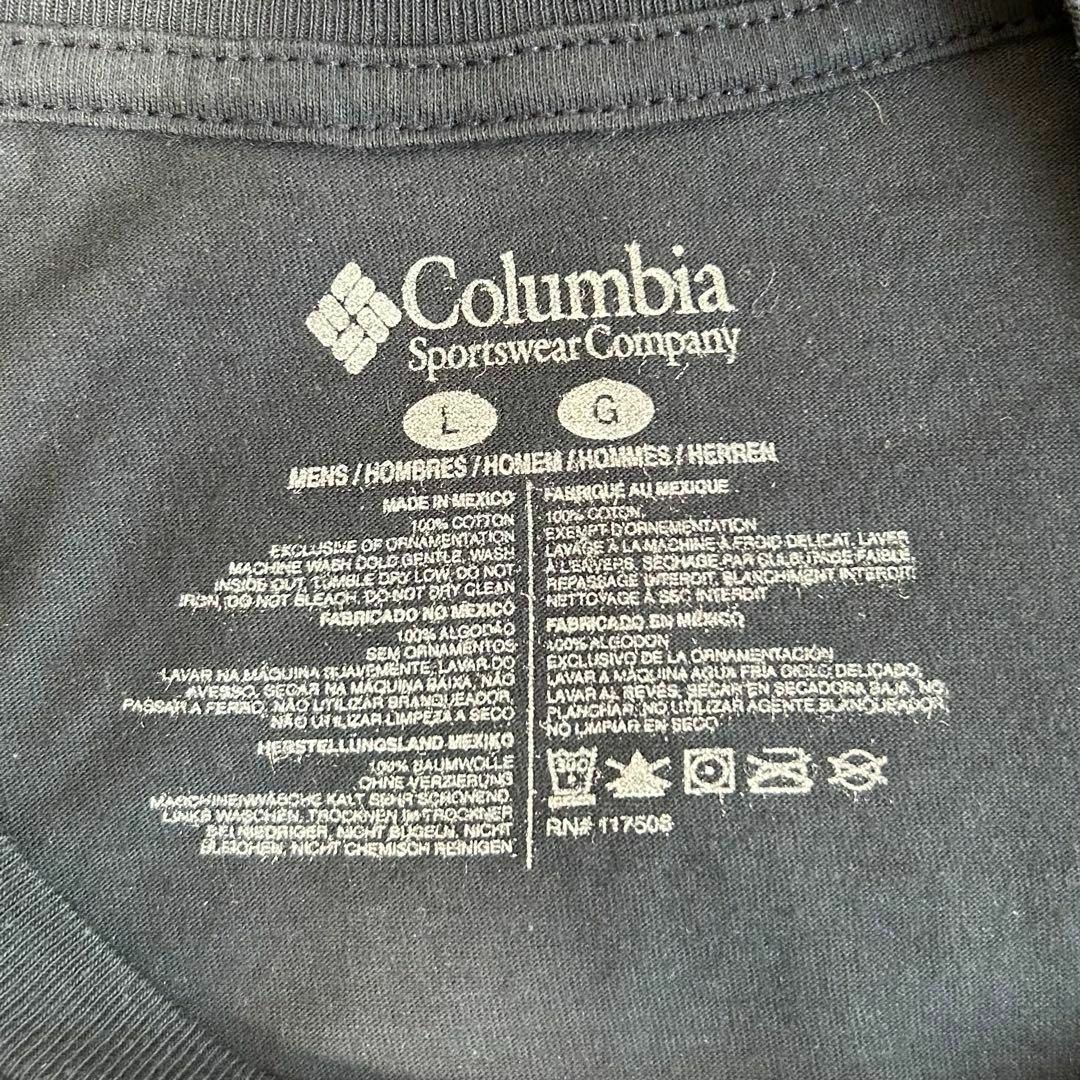 Columbia
Sportswear Company
L G
MENS / HOMBRES / HOMEM / HOMMES / HERREN
MADE IN MEXICO
100% COTTON
EXCLUSIVE OF ORNAMENTATION
MACHINE WASH COLD GENTLE, WASH
INSIDE OUT, TUMBLE DRY LOW, DO NOT
IRON, DO NOT BLEACH, DO NOT DRY CLEAN
FABRICADO NO MEXICO
100% ALGODÃO
SEM ORNAMENTOS
LAVAR NA MÁQUINA SUAVEMENTE, LAVAR DO
AVESSO, SECAR NA MÁQUINA BAIXA, NÃO
PASSAR A FERRO, NÃO UTILIZAR BRANQUEADOR,
NÃO UTILIZAR LIMPEZA A SECO
HERSTELLUNGSLAND MEXIKO
100% BAUMWOLLE
OHNE VERZIERUNG
KALT SEHR SCHONEND,
LINKS WASCHEN, TROCKNEN IM TROCKNER
BEI NIEDRIGER, NICHT BÜGELN, NICHT
BLEICHEN, NICHT CHEMISCH REINIGEN
FABRIQUÉ AU MEXIQUE
100% COTON,
EXEMPT D'ORNEMENTATION
LAVAGE À LA MACHINE À FROID DELICAT, LAVER
À L'ENVERS, SÉCHAGE PAR FAIBLE,
REPASSAGE INTERDIT, BLANCHIMENT INTERDIT,
NETTOYAGE À SEC INTERDIT
FABRICADO EN MÉXICO
100% ALGODON
EXCLUSIVO DE LA ORNAMENTACIÓN
LAVAR A MÁQUINA AGUA FRÍA CICLO DELICADO,
LAVAR AL REVÉS, SECAR EN SECADORA BAJA, NO
PLANCHAR, NO UTILIZAR AGENTE BLANQUEADOR,
NO LIMPIAR EN SECO
RN# 117508